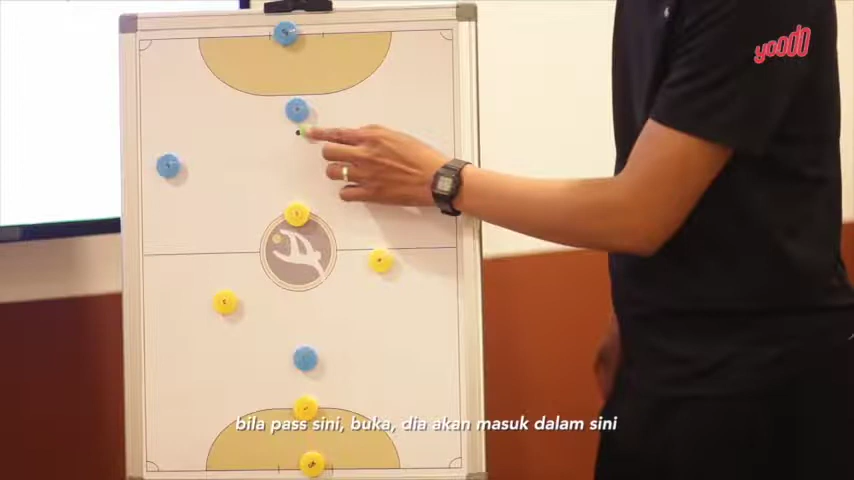 yoodo
bila pass sini, buka, dia akan masuk dalam sini